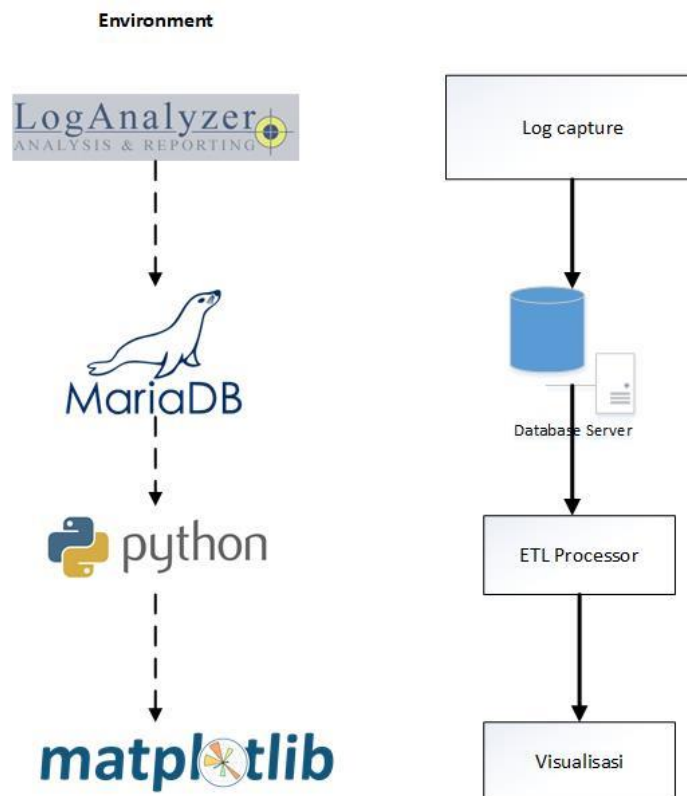 Environment
LogAnalyzer
ANALYSIS & REPORTING
MariaDB
python
matplotlib
Log capture
Database Server
ETL Processor
Visualisasi